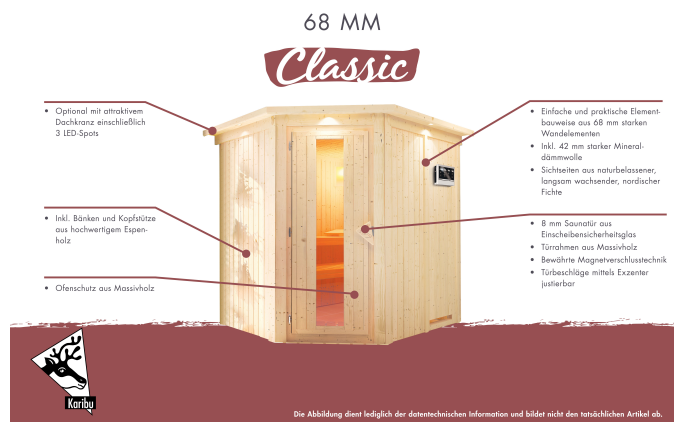 68 MM
Classic
• Optional mit attraktivem
Dachkranz einschließlich
3 LED-Spots
• Inkl. Bänken und Kopfstütze
aus hochwertigem Espen-
holz
• Ofenschutz aus Massivholz
• Einfache und praktische Element-
bauweise aus 68 mm starken
Wandelementen
• Inkl. 42 mm starker Mineral-
dämmwolle
• Sichtseiten aus naturbelassener,
langsam wachsender, nordischer
Fichte
• 8 mm Saunatür aus
Einscheibensicherheitsglas
• Türrahmen aus Massivholz
• Bewährte Magnetverschlusstechnik
• Türbeschläge mittels Exzenter
justierbar
Karibu
Die Abbildung dient lediglich der datentechnischen Information und bildet nicht den tatsächlichen Artikel ab.